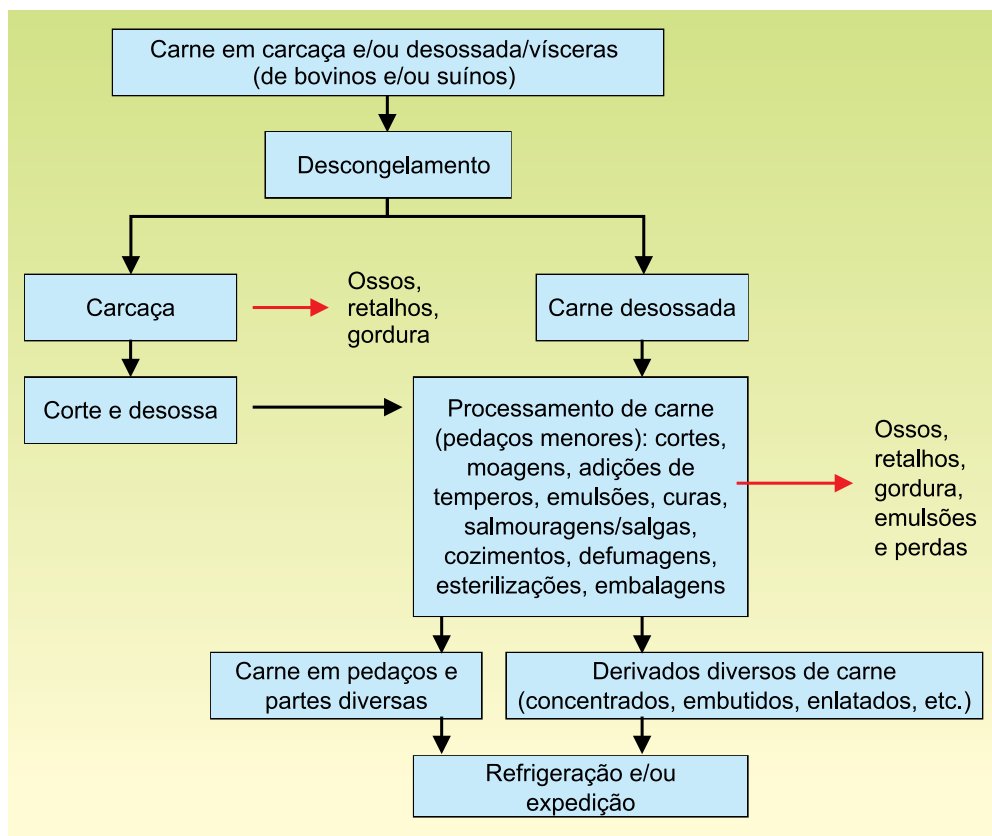 Carne em carcaça e/ou desossada/vísceras
(de bovinos e/ou suínos)
Descongelamento
Carcaça
Ossos,
retalhos,
gordura
Carne desossada
Corte e desossa
Processamento de carne
(pedaços menores): cortes,
moagens, adições de
temperos, emulsões, curas,
salmouragens/salgas,
cozimentos, defumagens,
esterilizações, embalagens
Ossos,
retalhos,
gordura,
emulsões
e perdas
Carne em pedaços e
partes diversas
Derivados diversos de carne
(concentrados, embutidos, enlatados, etc.)
Refrigeração e/ou
expedição